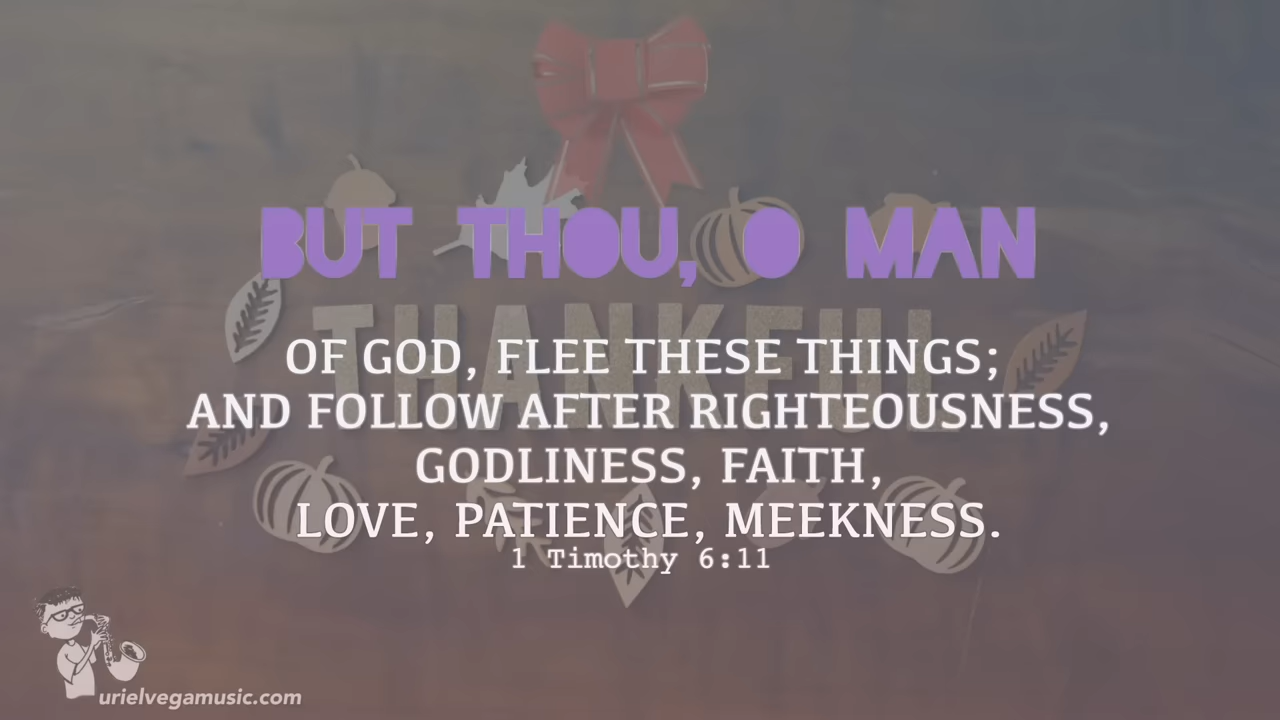 BUT THOU, O MAN
THANKFUL
OF GOD, FLEE THESE THINGS;
AND FOLLOW AFTER RIGHTEOUSNESS,
GODLINESS, FAITH,
LOVE, PATIENCE, MEEKNESS.
1 Timothy 6:11
urielvegamusic.com